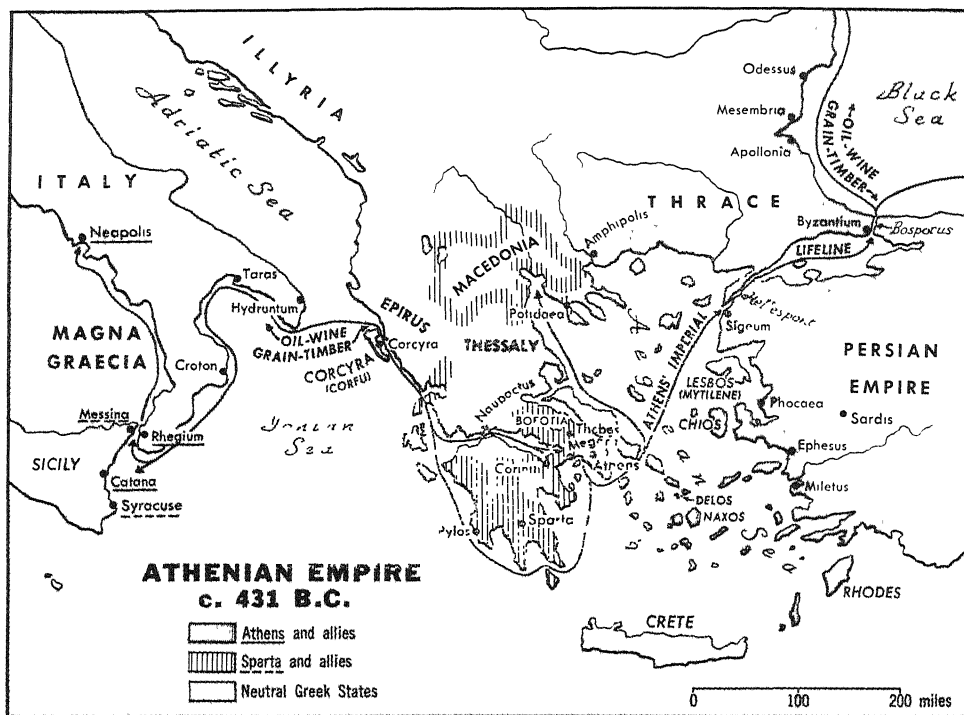 ILLYRIA
Adriatic Sea
ITALY
Neapolis
Taras
Hydruntum
MAGNA
GRAECIA
Croton
OIL-WINE
GRAIN-TIMBER
Messina
Rhegium
SICILY
Catana
Syracuse
Ionian
Sea
EPIRUS
Corcyra
CORCYRA
(CORFU)
MACEDONIA
THESSALY
Potidaea
Amphipolis
THRACE
Odessus
Mesembria
Apollonia
Black
Sea
OIL-WINE
GRAIN-TIMBER
Byzantium
Bosporus
LIFELINE
Hellespont
Sigeum
ATHENS' IMPERIAL
Aegean Sea
LESBOS
(MYTILENE)
CHIOS
Phocaea
PERSIAN
EMPIRE
Sardis
Ephesus
Miletus
DELOS
NAXOS
Naupactus
BOEOTIA
Thebes
Corinth
Athens
Sparta
Pylos
RHODES
CRETE
ATHENIAN EMPIRE
c. 431 B.C.
Athens and allies
Sparta and allies
Neutral Greek States
0 100 200 miles